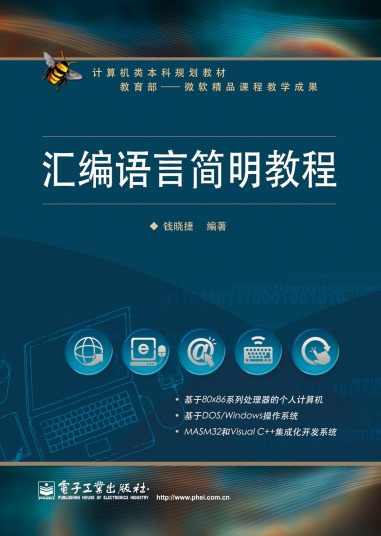 计算机类本科规划教材
教育部——微软精品课程教学成果
汇编语言简明教程
◆ 钱晓捷 编著
01101101110001001010
• 基于80x86系列处理器的个人计算机
• 基于DOS/Windows操作系统
• MASM32和Visual C++集成化开发系统
電子工業出版社
PUBLISHING HOUSE OF ELECTRONICS INDUSTRY
http://www.phei.com.cn